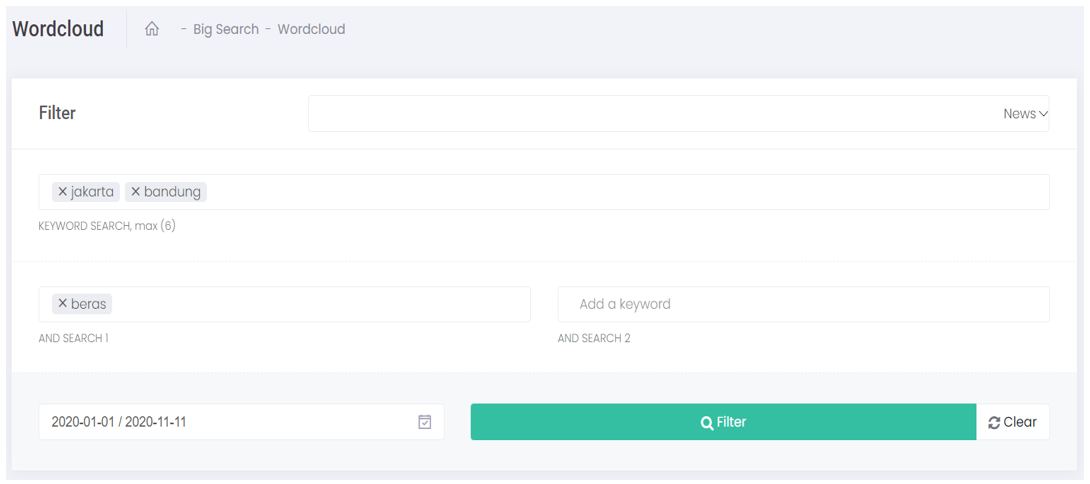 Wordcloud - Big Search - Wordcloud
Filter News
jakarta bandung
KEYWORD SEARCH, max (6)
beras Add a keyword
AND SEARCH 1 AND SEARCH 2
2020-01-01 / 2020-11-11 Filter Clear